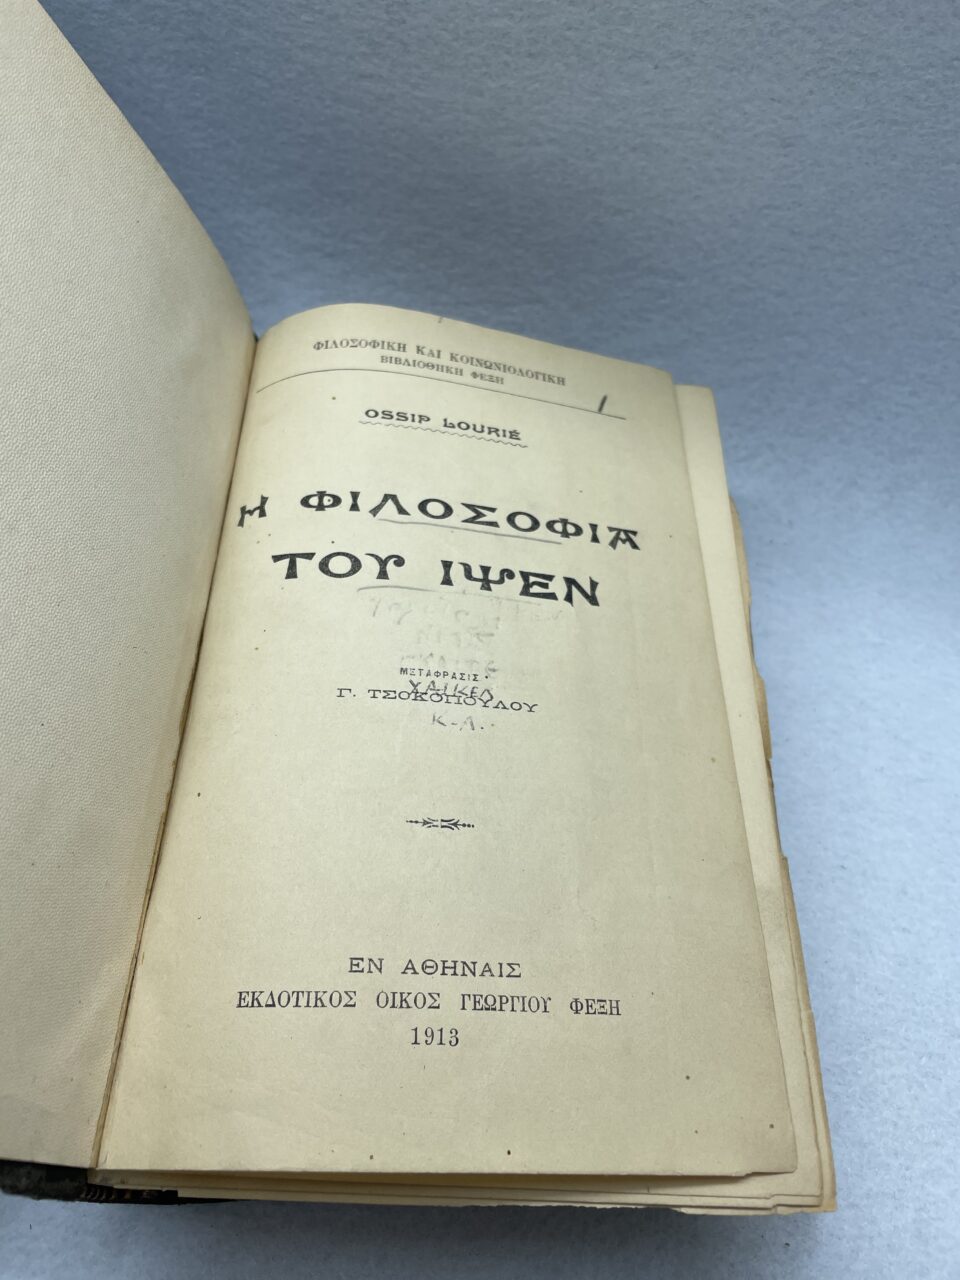 ΦΙΛΟΣΟΦΙΚΗ ΚΑΙ ΚΟΙΝΩΝΙΟΛΟΓΙΚΗ
ΒΙΒΛΙΟΘΗΚΗ ΦΕΞΗ
OSSIP LOURIÉ
Η ΦΙΛΟΣΟΦΙΑ
ΤΟΥ ΙΨΕΝ
ΜΕΤΑΦΡΑΣΙΣ
Γ. ΤΣΟΚΟΠΟΥΛΟΥ
Κ-Λ.
ΕΝ ΑΘΗΝΑΙΣ
ΕΚΔΟΤΙΚΟΣ ΟΙΚΟΣ ΓΕΩΡΓΙΟΥ ΦΕΞΗ
1913